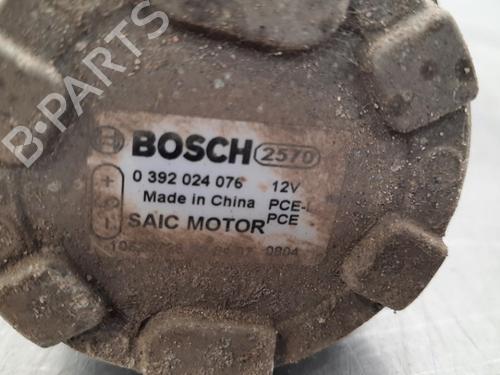 B-PARTS
BOSCH 2570
0 392 024 076 12V
Made in China PCE-L
SAIC MOTOR PCE
0804